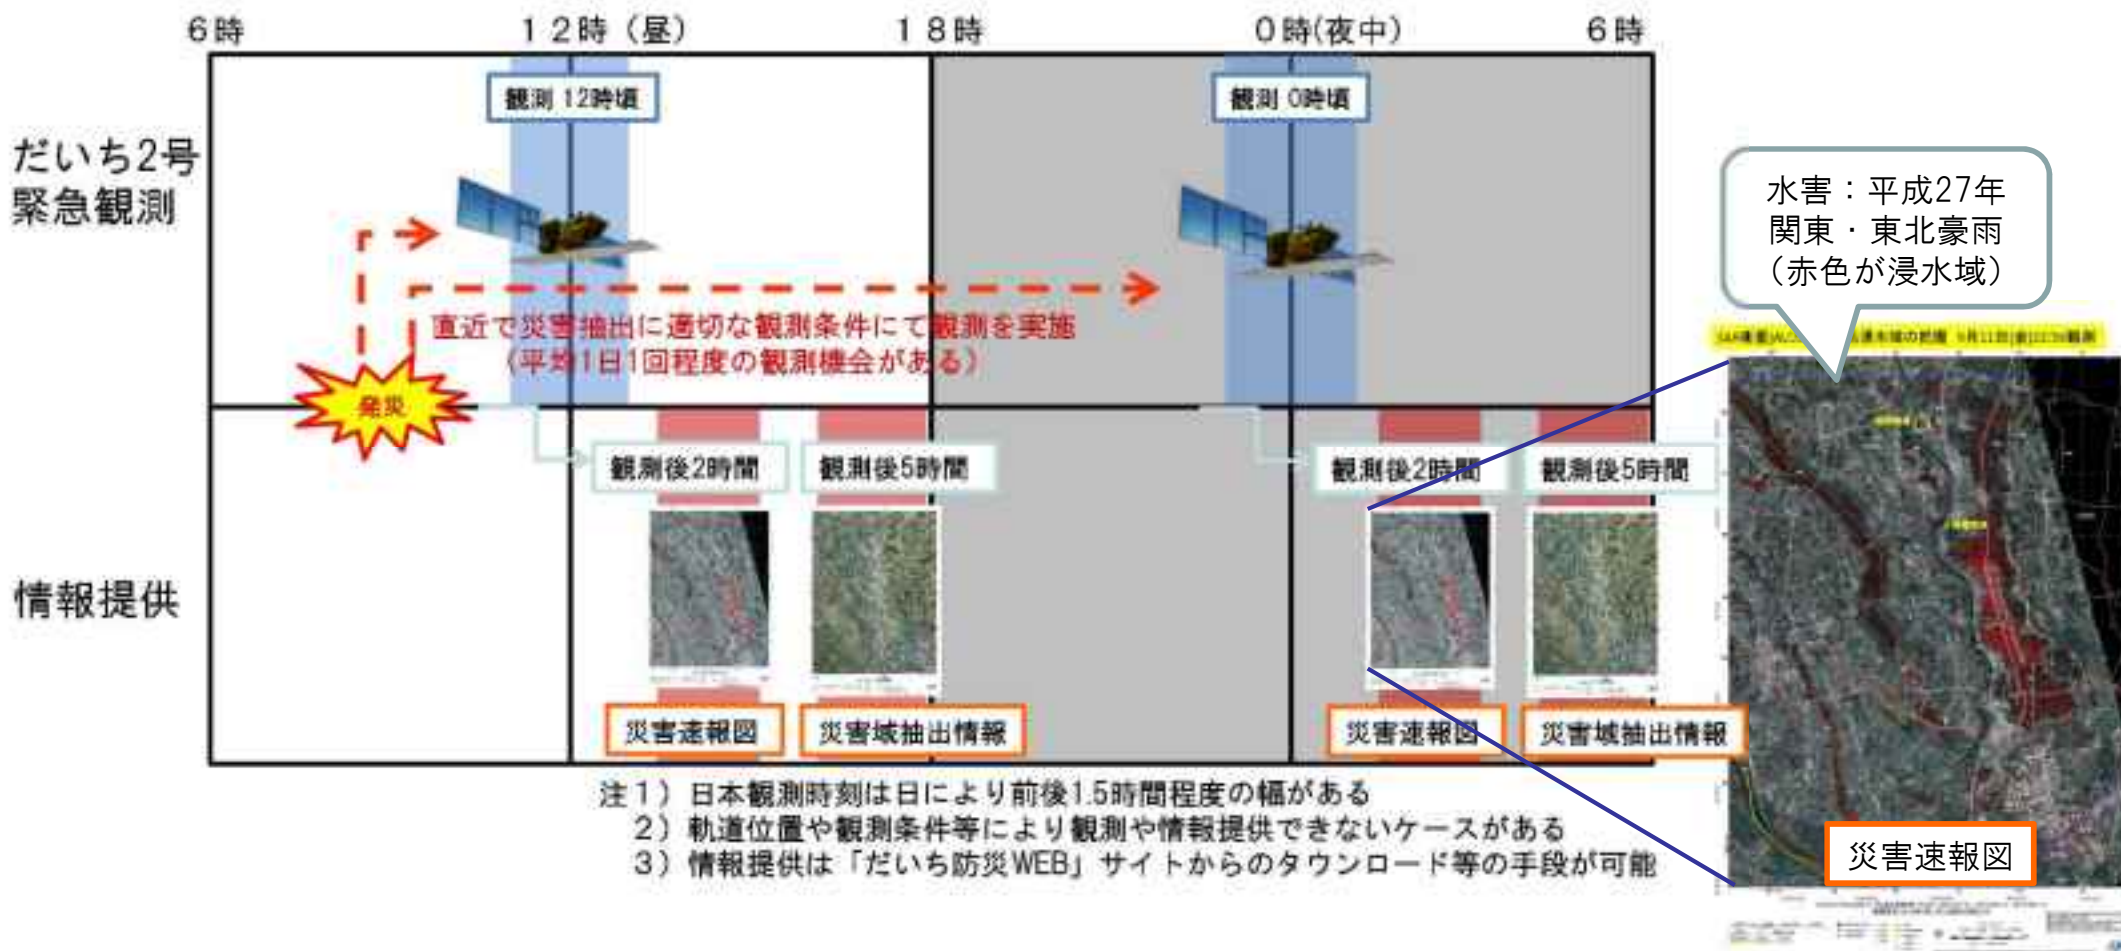 6時
12時（昼）
18時
0時(夜中)
6時
だいち2号
緊急観測
観測 12時頃
観測 0時頃
直近で災害抽出に適切な観測条件にて観測を実施
（平均1日1回程度の観測機会がある）
発災
水害：平成27年
関東・東北豪雨
（赤色が浸水域）
情報提供
観測後2時間
観測後5時間
観測後2時間
観測後5時間
災害速報図
災害域抽出情報
災害速報図
災害域抽出情報
災害速報図
注１）日本観測時刻は日により前後1.5時間程度の幅がある
２）軌道位置や観測条件等により観測や情報提供できないケースがある
３）情報提供は「だいち防災WEB」サイトからのタウンロード等の手段が可能